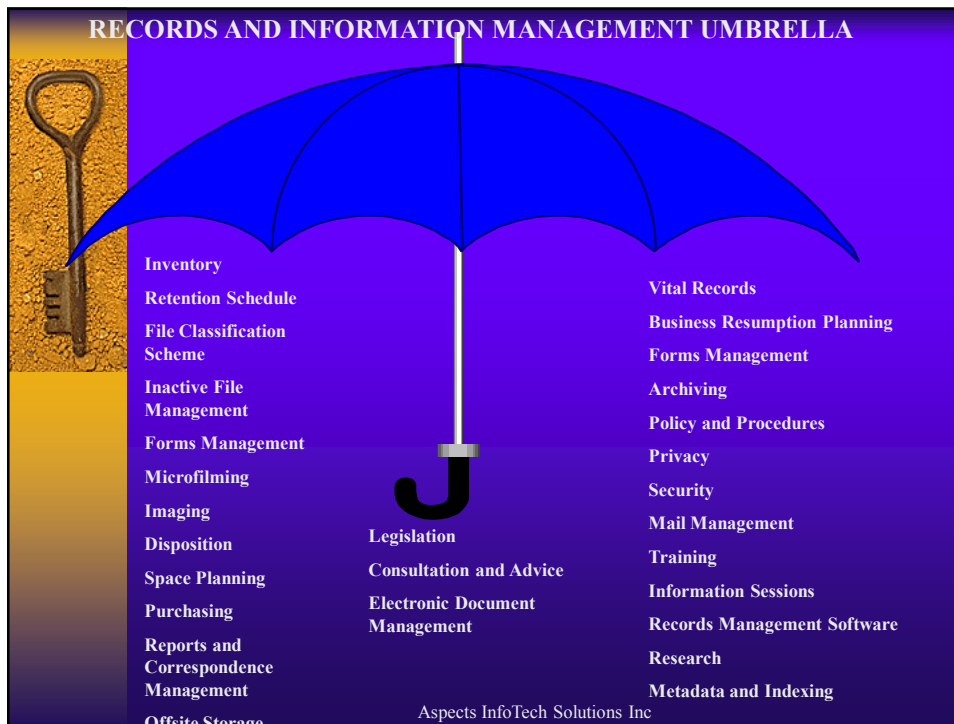 RECORDS AND INFORMATION MANAGEMENT UMBRELLA
Inventory
Retention Schedule
File Classification
Scheme
Inactive File
Management
Forms Management
Microfilming
Imaging
Disposition
Space Planning
Purchasing
Reports and
Correspondence
Management
Offsite Storage
Legislation
Consultation and Advice
Electronic Document
Management
Vital Records
Business Resumption Planning
Forms Management
Archiving
Policy and Procedures
Privacy
Security
Mail Management
Training
Information Sessions
Records Management Software
Research
Metadata and Indexing
Aspects InfoTech Solutions Inc